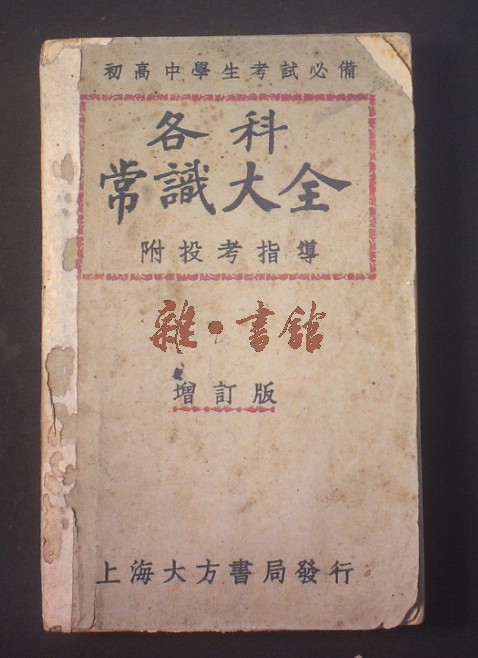 初高中學生考試必備
各科
常識大全
附投考指導
雜·書館
增訂版
上海大方書局發行